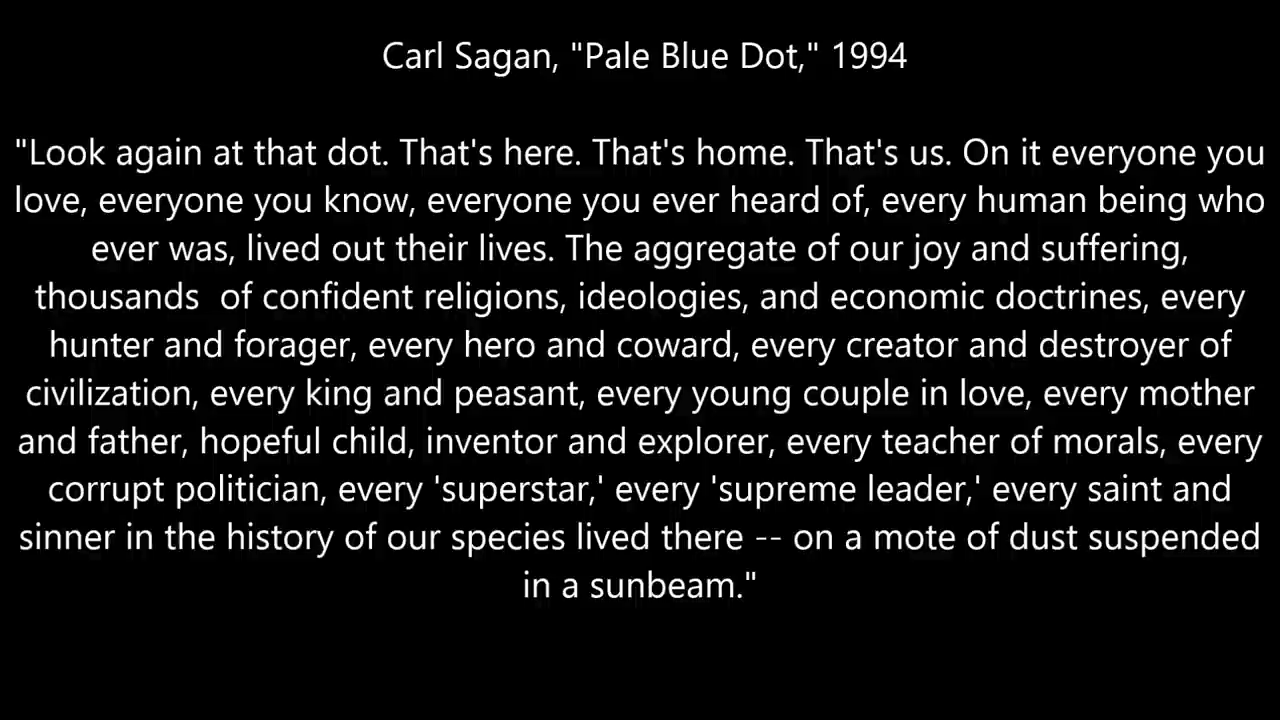 Carl Sagan, "Pale Blue Dot," 1994
"Look again at that dot. That's here. That's home. That's us. On it everyone you
love, everyone you know, everyone you ever heard of, every human being who
ever was, lived out their lives. The aggregate of our joy and suffering,
thousands  of confident religions, ideologies, and economic doctrines, every
hunter and forager, every hero and coward, every creator and destroyer of
civilization, every king and peasant, every young couple in love, every mother
and father, hopeful child, inventor and explorer, every teacher of morals, every
corrupt politician, every 'superstar,' every 'supreme leader,' every saint and
sinner in the history of our species lived there -- on a mote of dust suspended
in a sunbeam."